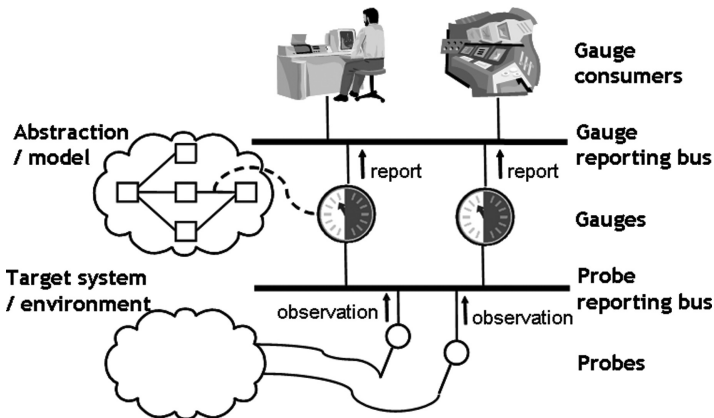 Gauge
consumers
Abstraction
/ model
Gauge
reporting bus
report
report
Gauges
Target system
/ environment
Probe
reporting bus
observation
observation
Probes